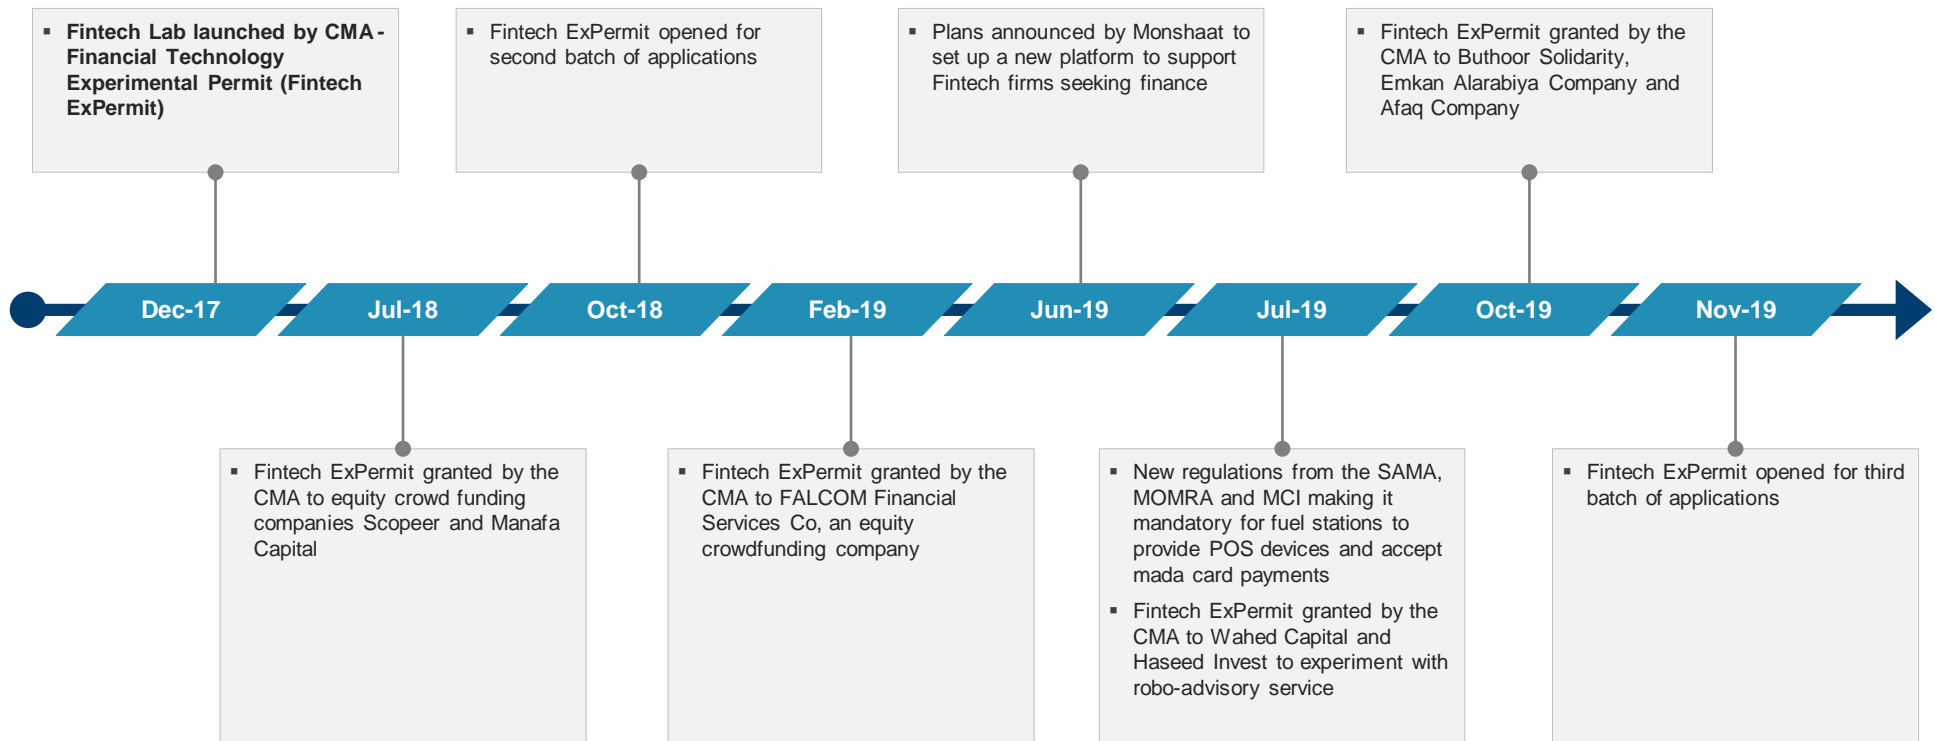 ▪ Fintech Lab launched by CMA -
Financial Technology
Experimental Permit (Fintech
ExPermit)
▪ Fintech ExPermit opened for
second batch of applications
▪ Plans announced by Monshaat to
set up a new platform to support
Fintech firms seeking finance
▪ Fintech ExPermit granted by the
CMA to Buthoor Solidarity,
Emkan Alarabiya Company and
Afaq Company
Dec-17
Jul-18
Oct-18
Feb-19
Jun-19
Jul-19
Oct-19
Nov-19
▪ Fintech ExPermit granted by the
CMA to equity crowd funding
companies Scopeer and Manafa
Capital
▪ Fintech ExPermit granted by the
CMA to FALCOM Financial
Services Co, an equity
crowdfunding company
▪ New regulations from the SAMA,
MOMRA and MCI making it
mandatory for fuel stations to
provide POS devices and accept
mada card payments
▪ Fintech ExPermit granted by the
CMA to Wahed Capital and
Haseed Invest to experiment with
robo-advisory service
▪ Fintech ExPermit opened for third
batch of applications